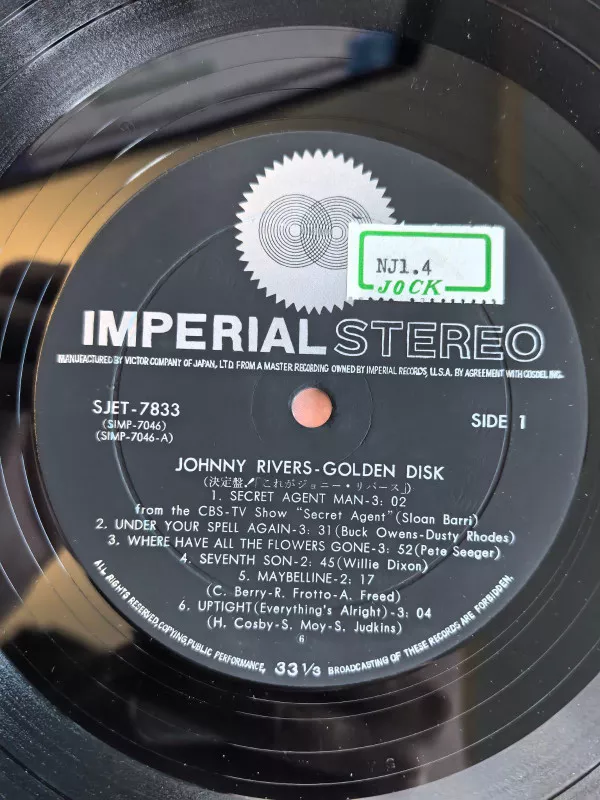 NJ1.4
JOCK
IMPERIAL STEREO
MANUFACTURED BY VICTOR COMPANY OF JAPAN, LTD. FROM A MASTER RECORDING OWNED BY IMPERIAL RECORDS, U.S.A. BY AGREEMENT WITH COSDEL INC.
SJET-7833
(SIMP-7046)
(SIMP-7046-A)
SIDE 1
JOHNNY RIVERS-GOLDEN DISK
(決定盤!「これがジョニー・リバース」)
1. SECRET AGENT MAN-3: 02
from the CBS-TV Show "Secret Agent" (Sloan Barri)
2. UNDER YOUR SPELL AGAIN-3: 31 (Buck Owens-Dusty Rhodes)
3. WHERE HAVE ALL THE FLOWERS GONE-3: 52 (Pete Seeger)
4. SEVENTH SON-2: 45 (Willie Dixon)
5. MAYBELLINE-2: 17
(C. Berry-R. Frotto-A. Freed)
6. UPTIGHT (Everything's Alright)-3: 04
(H. Cosby-S. Moy-S. Judkins)
6
ALL RIGHTS RESERVED, COPYING, PUBLIC PERFORMANCE, 33 1/3 BROADCASTING OF THESE RECORDS ARE FORBIDDEN.